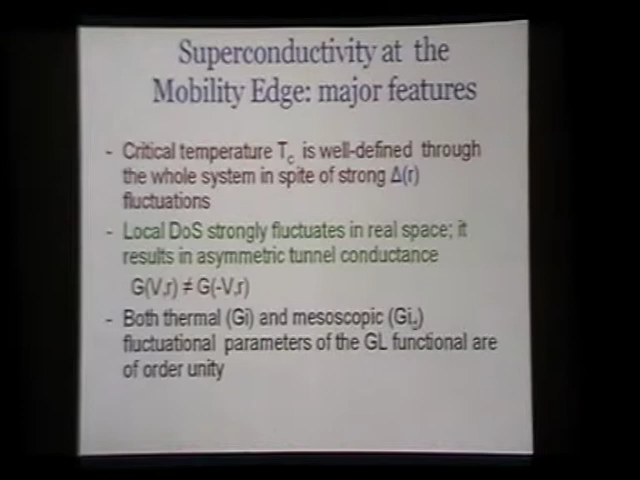 Superconductivity at the
Mobility Edge: major features
- Critical temperature Tc is well-defined through
the whole system in spite of strong Δ(r)
fluctuations
- Local DoS strongly fluctuates in real space; it
results in asymmetric tunnel conductance
G(V,r) ≠ G(-V,r)
- Both thermal (Gi) and mesoscopic (Gi
fluctuational parameters of the GL functional are
of order unity